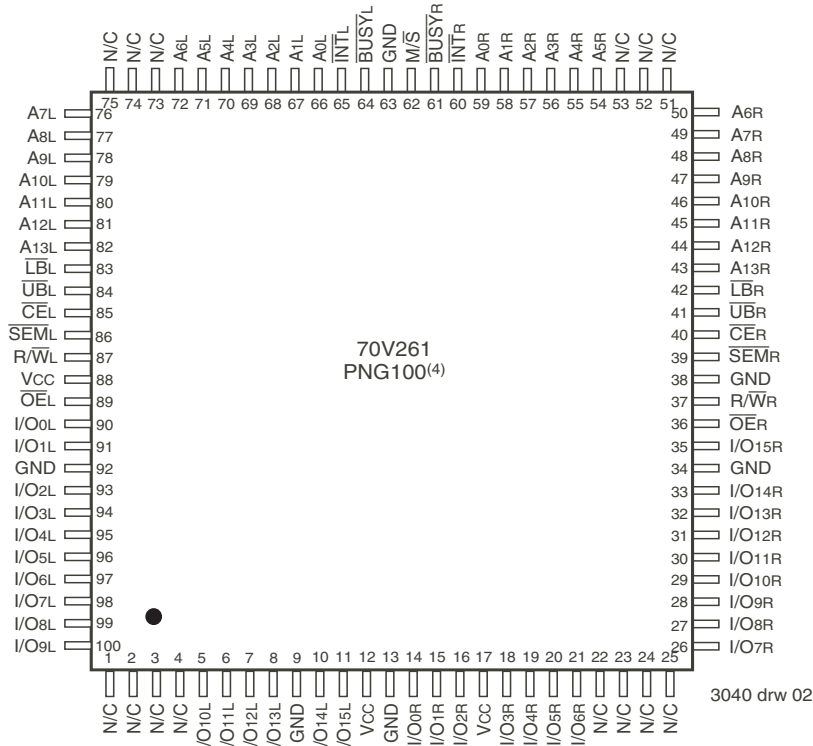 N/C N/C N/C A6L A5L A4L A3L A2L A1L A0L INTL BUSYL GND M/S BUSYR INTR A0R A1R A2R A3R A4R A5R N/C N/C N/C
75 74 73 72 71 70 69 68 67 66 65 64 63 62 61 60 59 58 57 56 55 54 53 52 51
A7L 76 50 A6R
A8L 77 49 A7R
A9L 78 48 A8R
A10L 79 47 A9R
A11L 80 46 A10R
A12L 81 45 A11R
A13L 82 44 A12R
LBL 83 43 A13R
UBL 84 42 LBR
CEL 85 41 UBR
SEML 86 40 CER
R/WL 87 39 SEMR
VCC 88 38 GND
OEL 89 37 R/WR
I/O0L 90 36 OER
I/O1L 91 35 I/O15R
GND 92 34 GND
I/O2L 93 33 I/O14R
I/O3L 94 32 I/O13R
I/O4L 95 31 I/O12R
I/O5L 96 30 I/O11R
I/O6L 97 29 I/O10R
I/O7L 98 28 I/O9R
I/O8L 99 27 I/O8R
I/O9L 100 26 I/O7R
70V261
PNG100(4)
1 2 3 4 5 6 7 8 9 10 11 12 13 14 15 16 17 18 19 20 21 22 23 24 25
N/C N/C N/C N/C /O10L /O11L /O12L /O13L GND /O14L /O15L VCC GND I/O0R I/O1R I/O2R VCC I/O3R I/O4R I/O5R I/O6R N/C N/C N/C N/C
3040 drw 02